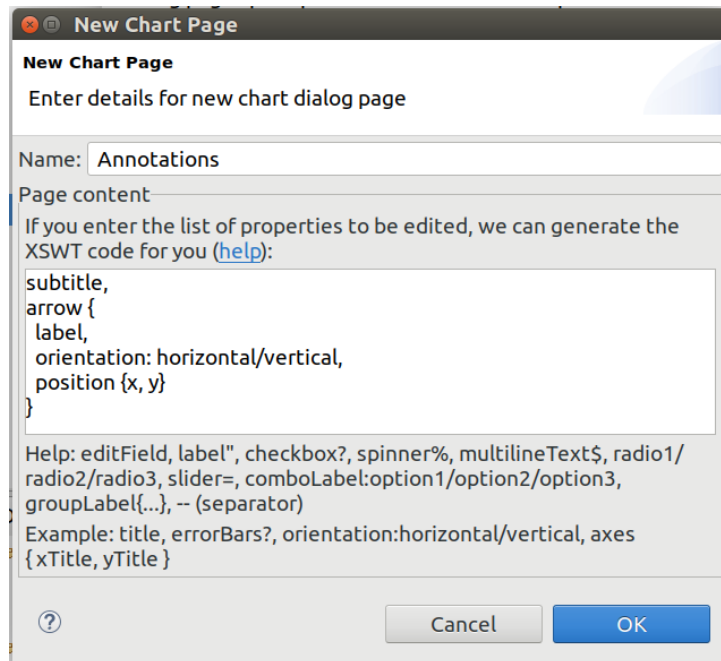 New Chart Page
New Chart Page
Enter details for new chart dialog page
Name: Annotations
Page content
If you enter the list of properties to be edited, we can generate the
XSWT code for you (help):
subtitle,
arrow {
  label,
  orientation: horizontal/vertical,
  position {x, y}
}
Help: editField, label", checkbox?, spinner%, multilineText$, radio1/
radio2/radio3, slider=, comboLabel:option1/option2/option3,
groupLabel{...}, -- (separator)
Example: title, errorBars?, orientation:horizontal/vertical, axes
{ xTitle, yTitle }
? Cancel OK